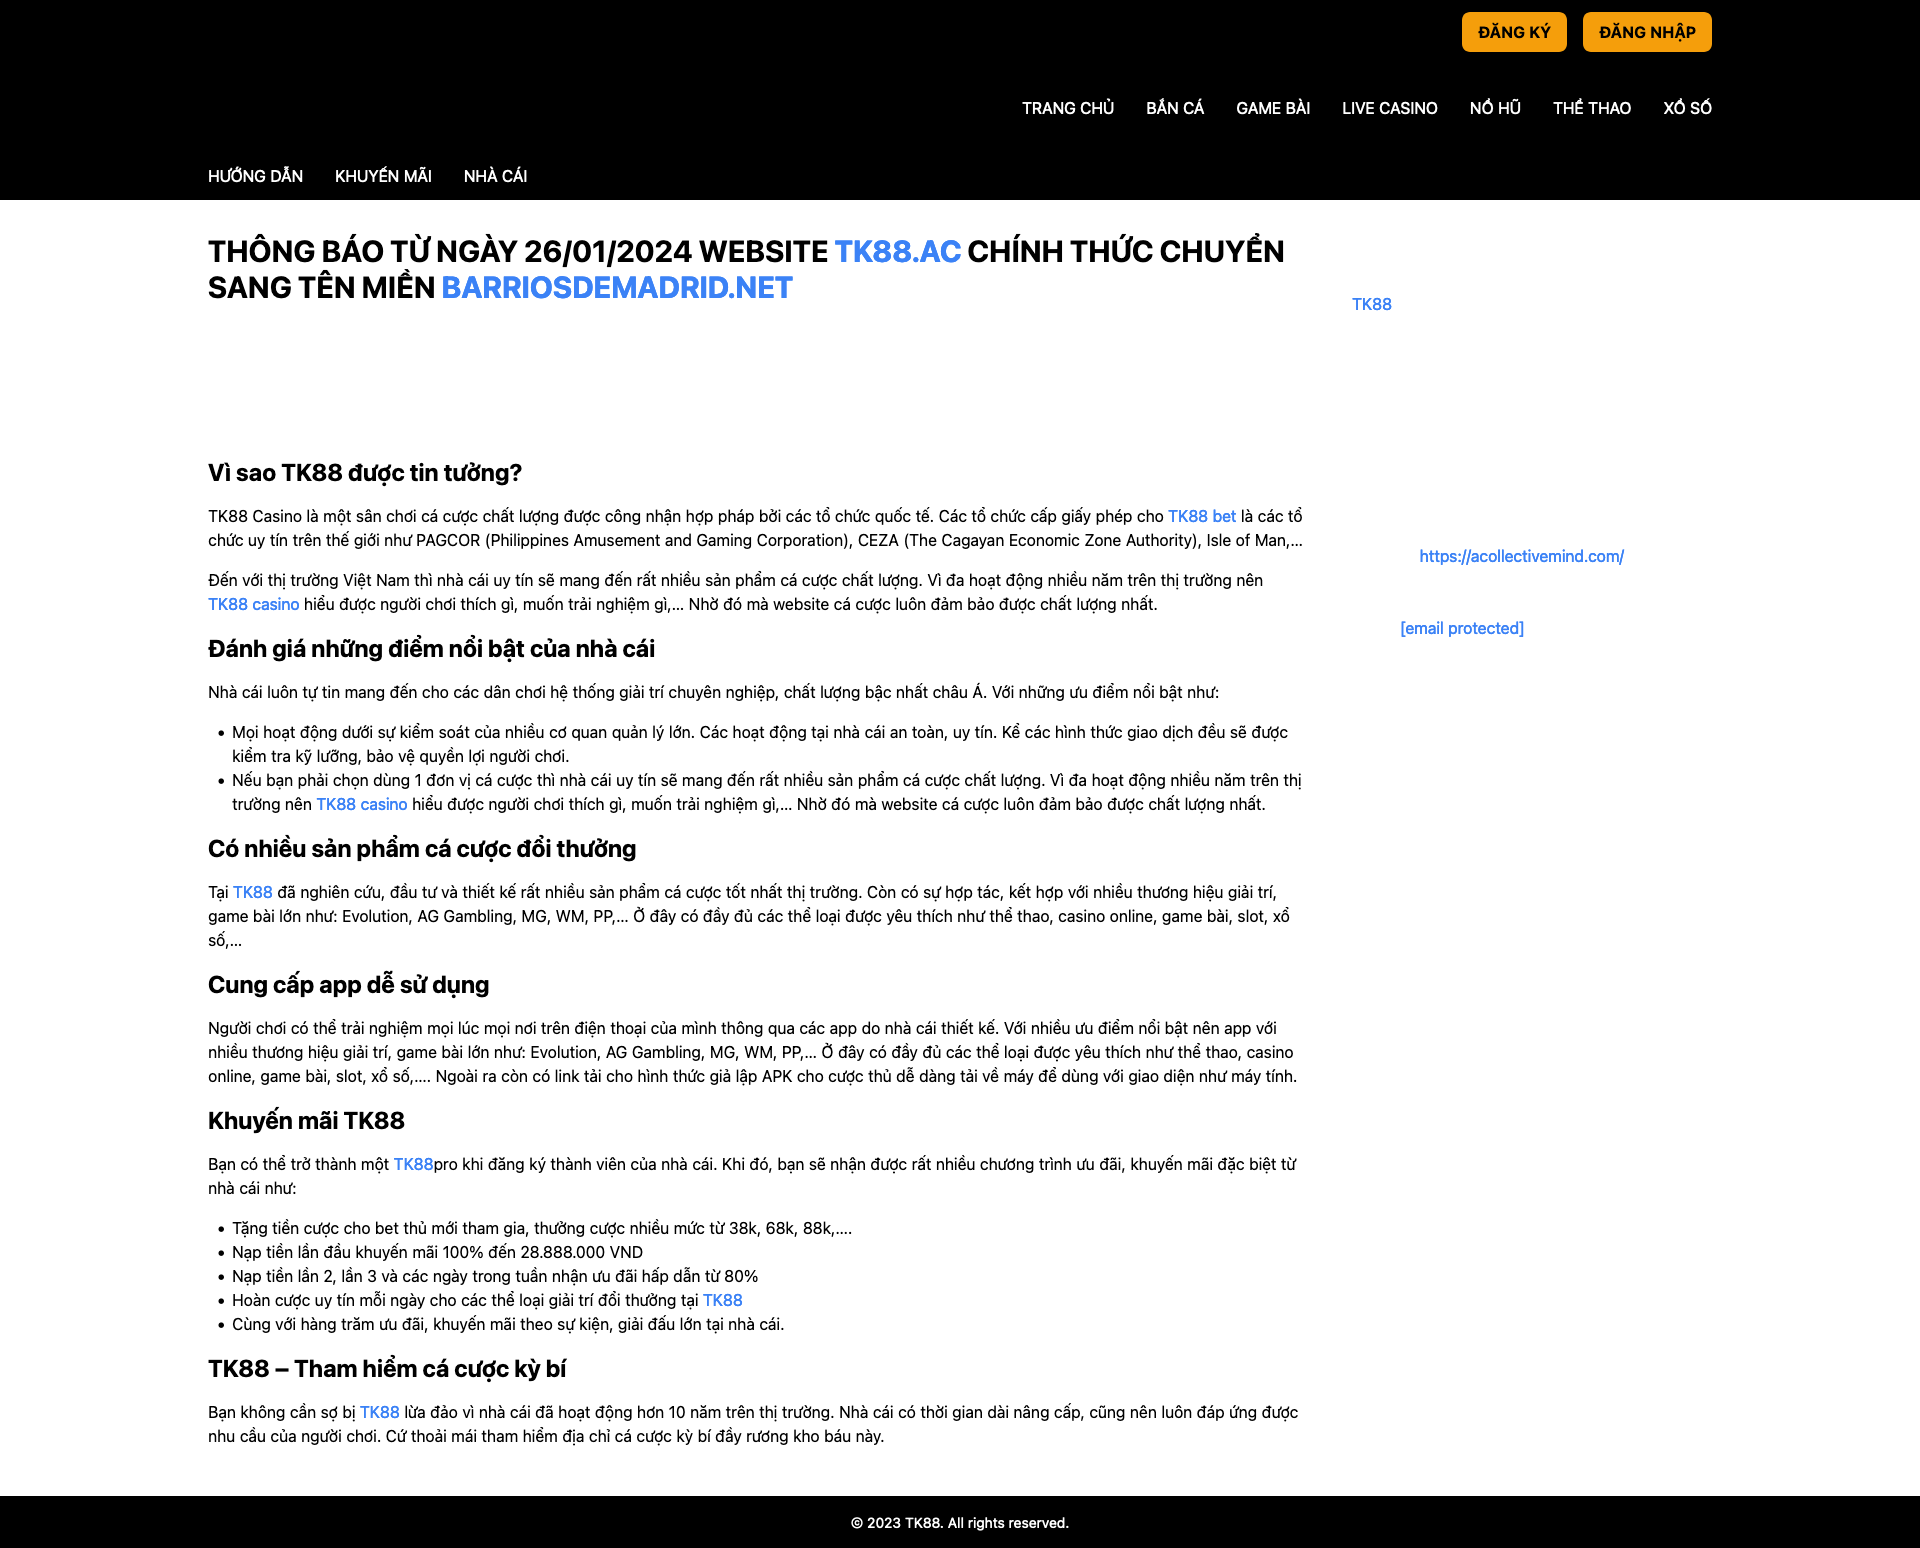 ĐĂNG KÝ ĐĂNG NHẬP
TRANG CHỦ BẮN CÁ GAME BÀI LIVE CASINO NỔ HŨ THỂ THAO XỔ SỐ
HƯỚNG DẪN KHUYẾN MÃI NHÀ CÁI
THÔNG BÁO TỪ NGÀY 26/01/2024 WEBSITE TK88.AC CHÍNH THỨC CHUYỂN
SANG TÊN MIỀN BARRIOSDEMADRID.NET
Vì sao TK88 được tin tưởng?
TK88 Casino là một sân chơi cá cược chất lượng được công nhận hợp pháp bởi các tổ chức quốc tế. Các tổ chức cấp giấy phép cho TK88 bet là các tổ
chức uy tín trên thế giới như PAGCOR (Philippines Amusement and Gaming Corporation), CEZA (The Cagayan Economic Zone Authority), Isle of Man,…
Đến với thị trường Việt Nam thì nhà cái uy tín sẽ mang đến rất nhiều sản phẩm cá cược chất lượng. Vì đa hoạt động nhiều năm trên thị trường nên
TK88 casino hiểu được người chơi thích gì, muốn trải nghiệm gì,… Nhờ đó mà website cá cược luôn đảm bảo được chất lượng nhất.
Đánh giá những điểm nổi bật của nhà cái
Nhà cái luôn tự tin mang đến cho các dân chơi hệ thống giải trí chuyên nghiệp, chất lượng bậc nhất châu Á. Với những ưu điểm nổi bật như:
• Mọi hoạt động dưới sự kiểm soát của nhiều cơ quan quản lý lớn. Các hoạt động tại nhà cái an toàn, uy tín. Kể các hình thức giao dịch đều sẽ được
kiểm tra kỹ lưỡng, bảo vệ quyền lợi người chơi.
• Nếu bạn phải chọn dùng 1 đơn vị cá cược thì nhà cái uy tín sẽ mang đến rất nhiều sản phẩm cá cược chất lượng. Vì đa hoạt động nhiều năm trên thị
trường nên TK88 casino hiểu được người chơi thích gì, muốn trải nghiệm gì,… Nhờ đó mà website cá cược luôn đảm bảo được chất lượng nhất.
Có nhiều sản phẩm cá cược đổi thưởng
Tại TK88 đã nghiên cứu, đầu tư và thiết kế rất nhiều sản phẩm cá cược tốt nhất thị trường. Còn có sự hợp tác, kết hợp với nhiều thương hiệu giải trí,
game bài lớn như: Evolution, AG Gambling, MG, WM, PP,… Ở đây có đầy đủ các thể loại được yêu thích như thể thao, casino online, game bài, slot, xổ
số,…
Cung cấp app dễ sử dụng
Người chơi có thể trải nghiệm mọi lúc mọi nơi trên điện thoại của mình thông qua các app do nhà cái thiết kế. Với nhiều ưu điểm nổi bật nên app với
nhiều thương hiệu giải trí, game bài lớn như: Evolution, AG Gambling, MG, WM, PP,… Ở đây có đầy đủ các thể loại được yêu thích như thể thao, casino
online, game bài, slot, xổ số,…. Ngoài ra còn có link tải cho hình thức giả lập APK cho cược thủ dễ dàng tải về máy để dùng với giao diện như máy tính.
Khuyến mãi TK88
Bạn có thể trở thành một TK88pro khi đăng ký thành viên của nhà cái. Khi đó, bạn sẽ nhận được rất nhiều chương trình ưu đãi, khuyến mãi đặc biệt từ
nhà cái như:
• Tặng tiền cược cho bet thủ mới tham gia, thưởng cược nhiều mức từ 38k, 68k, 88k,….
• Nạp tiền lần đầu khuyến mãi 100% đến 28.888.000 VND
• Nạp tiền lần 2, lần 3 và các ngày trong tuần nhận ưu đãi hấp dẫn từ 80%
• Hoàn cược uy tín mỗi ngày cho các thể loại giải trí đổi thưởng tại TK88
• Cùng với hàng trăm ưu đãi, khuyến mãi theo sự kiện, giải đấu lớn tại nhà cái.
TK88 – Tham hiểm cá cược kỳ bí
Bạn không cần sợ bị TK88 lừa đảo vì nhà cái đã hoạt động hơn 10 năm trên thị trường. Nhà cái có thời gian dài nâng cấp, cũng nên luôn đáp ứng được
nhu cầu của người chơi. Cứ thoải mái tham hiểm địa chỉ cá cược kỳ bí đầy rương kho báu này.
TK88
https://acollectivemind.com/
[email protected]
© 2023 TK88. All rights reserved.